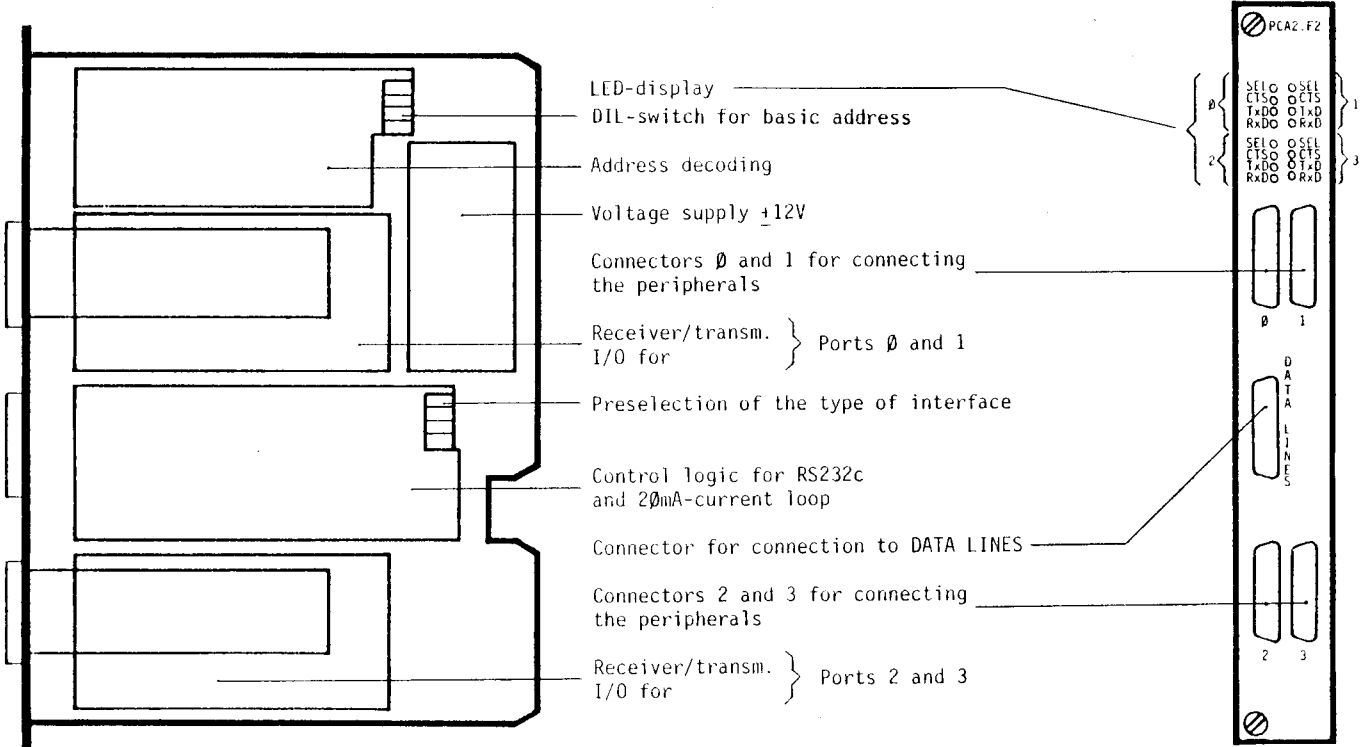 LED-display
DIL-switch for basic address
Address decoding
Voltage supply ±12V
Connectors Ø and 1 for connecting
the peripherals
Receiver/transm.
I/O for
} Ports Ø and 1
Preselection of the type of interface
Control logic for RS232c
and 2ØmA-current loop
Connector for connection to DATA LINES
Connectors 2 and 3 for connecting
the peripherals
Receiver/transm.
I/O for
} Ports 2 and 3
PCA2.F2
Ø
SEL SEL
CTS CTS
TxD TxD
RxD RxD
1
2
SEL SEL
CTS CTS
TxD TxD
RxD RxD
3
Ø 1
DATA LINES
2 3